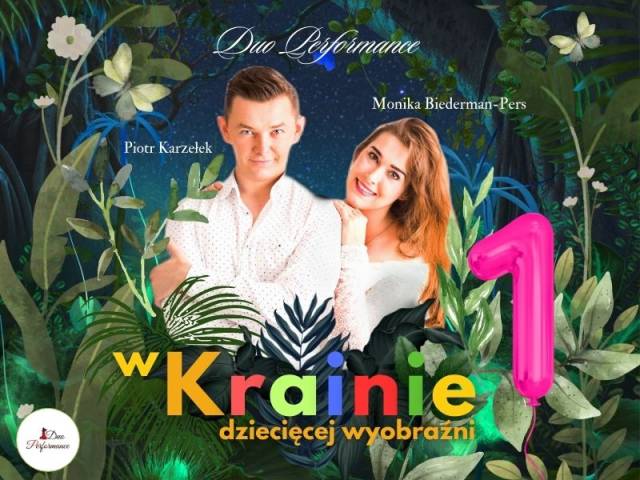 Duo Performance
Monika Biederman-Pers
Piotr Karzełek
1
w Krainie
dziecięcej wyobraźni
Duo
Performance